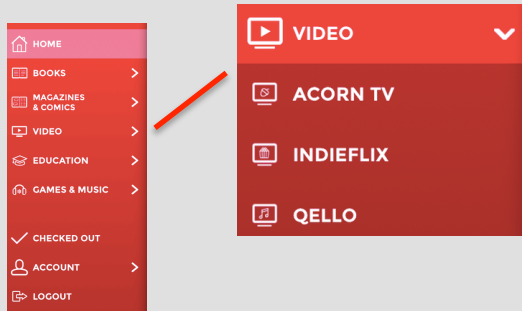 HOME
BOOKS
MAGAZINES
& COMICS
VIDEO
EDUCATION
GAMES & MUSIC
CHECKED OUT
ACCOUNT
LOGOUT
VIDEO
ACORN TV
INDIEFLIX
QELLO